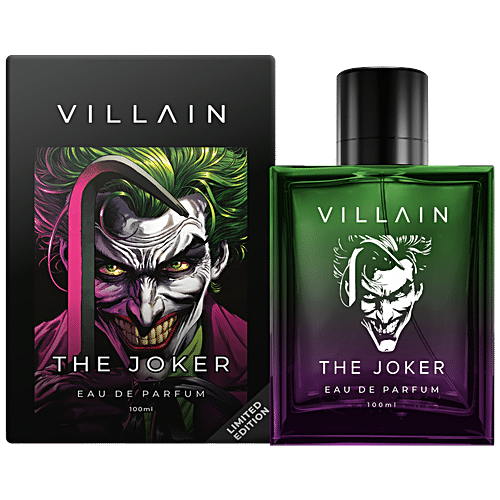 VILLAIN
THE JOKER
EAU DE PARFUM
100ml
LIMITED
EDITION
VILLAIN
THE JOKER
EAU DE PARFUM
100ml